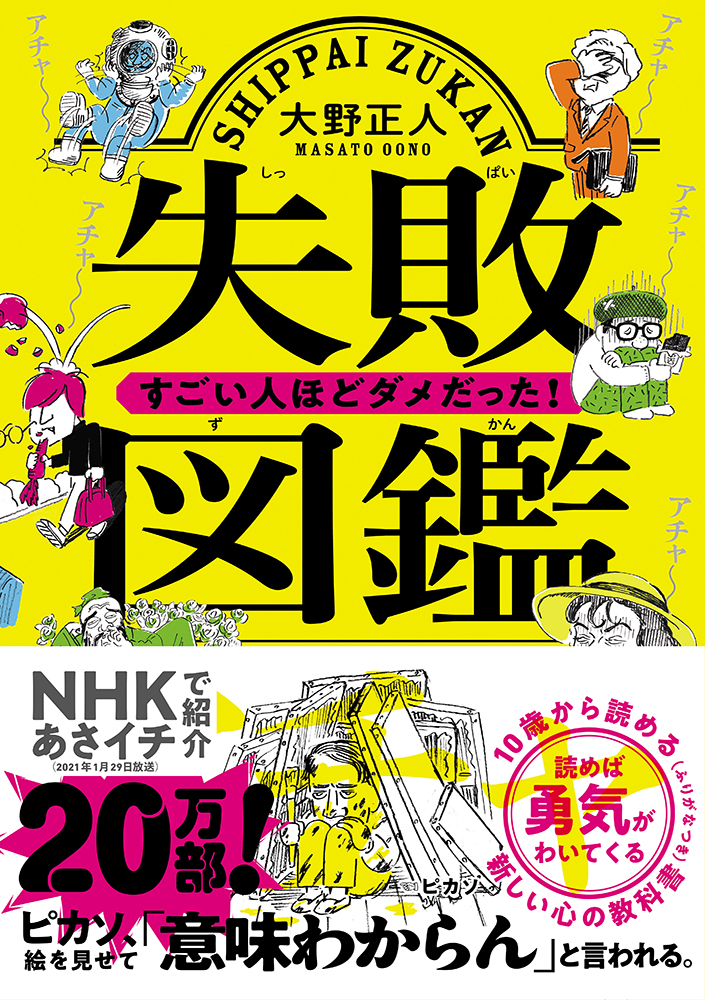 アチャ〜
SHIPPAI ZUKAN
アチャ〜
大野正人
MASATO OONO
しっ ぱい
失敗
アチャ〜
アチャ〜
すごい人ほどダメだった!
ず かん
図鑑
アチャ〜
NHK
あさイチ
で紹介
(2021年1月29日放送)
20万部!
10歳から読める(ふりがなつき)
読めば
勇気が
わいてくる
新しい心の教科書
ピカソ
ピカソ、
絵を見せて
「意味わからん」と言われる。